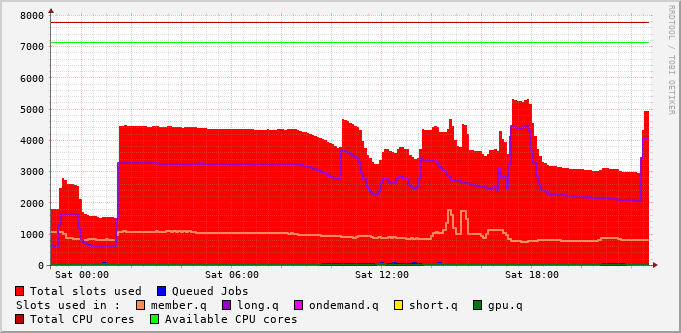 8000
7000
6000
5000
4000
3000
2000
1000
0
Sat 00:00 Sat 06:00 Sat 12:00 Sat 18:00
RRDTOOL / TOBI OETIKER
Total slots used Queued Jobs
Slots used in : member.q long.q ondemand.q short.q gpu.q
Total CPU cores Available CPU cores